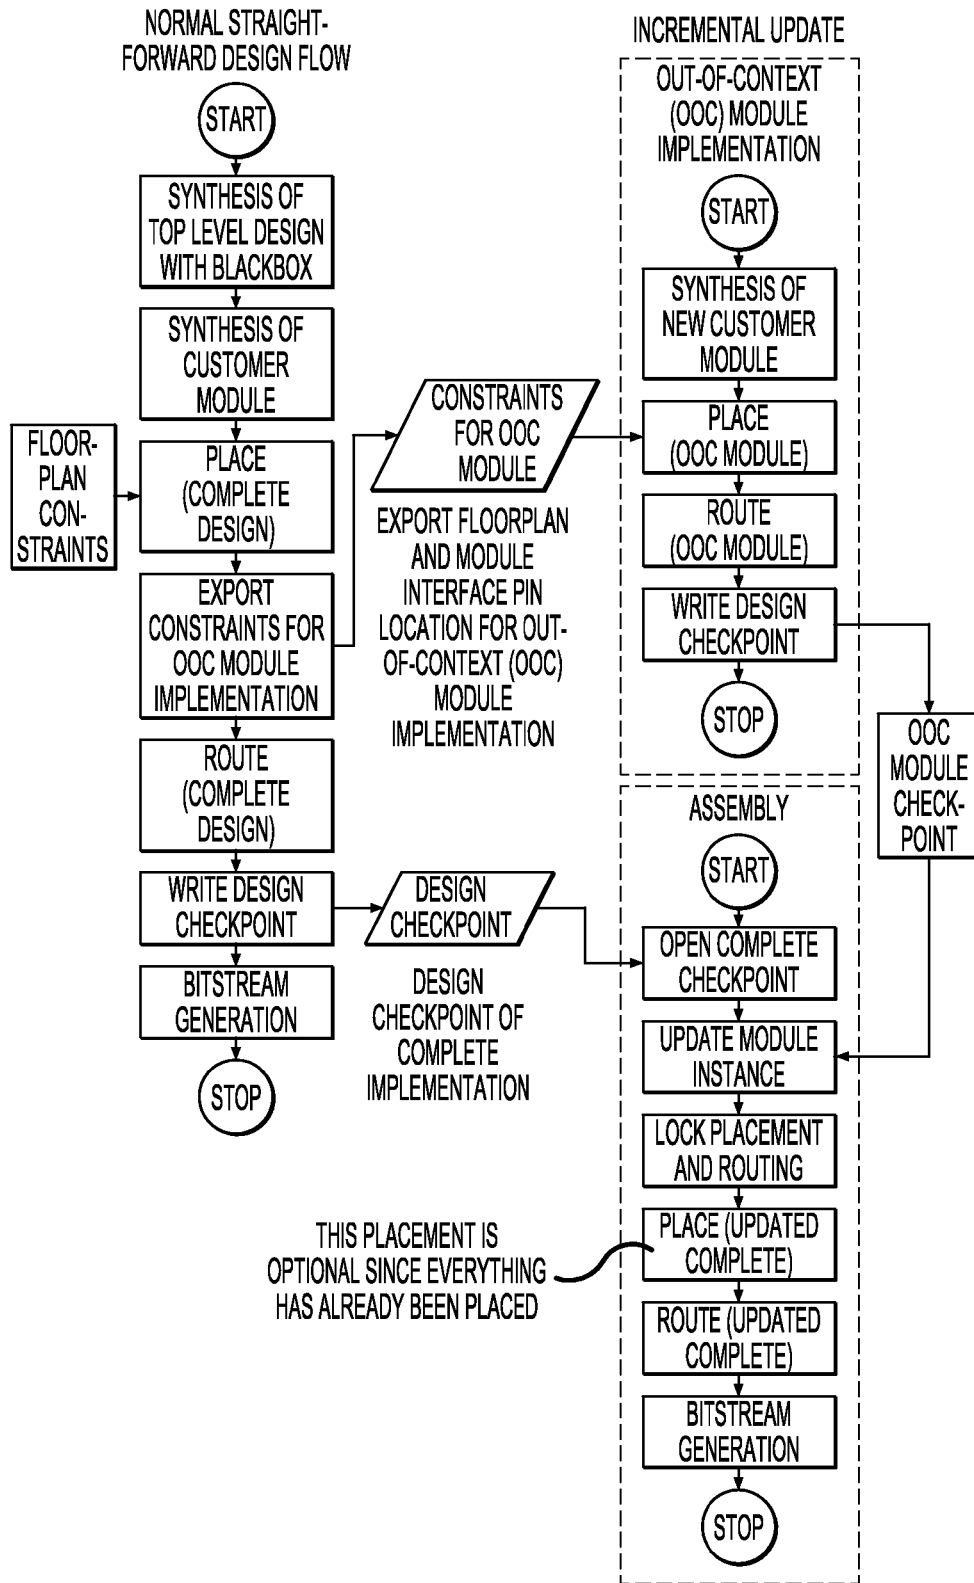 NORMAL STRAIGHT-
FORWARD DESIGN FLOW
START
SYNTHESIS OF
TOP LEVEL DESIGN
WITH BLACKBOX
SYNTHESIS OF
CUSTOMER
MODULE
FLOOR-
PLAN
CON-
STRAINTS
PLACE
(COMPLETE
DESIGN)
EXPORT
CONSTRAINTS FOR
OOC MODULE
IMPLEMENTATION
ROUTE
(COMPLETE
DESIGN)
WRITE DESIGN
CHECKPOINT
BITSTREAM
GENERATION
STOP
CONSTRAINTS
FOR OOC
MODULE
EXPORT FLOORPLAN
AND MODULE
INTERFACE PIN
LOCATION FOR OUT-
OF-CONTEXT (OOC)
MODULE
IMPLEMENTATION
DESIGN
CHECKPOINT
DESIGN
CHECKPOINT OF
COMPLETE
IMPLEMENTATION
INCREMENTAL UPDATE
OUT-OF-CONTEXT
(OOC) MODULE
IMPLEMENTATION
START
SYNTHESIS OF
NEW CUSTOMER
MODULE
PLACE
(OOC MODULE)
ROUTE
(OOC MODULE)
WRITE DESIGN
CHECKPOINT
STOP
OOC
MODULE
CHECK-
POINT
ASSEMBLY
START
OPEN COMPLETE
CHECKPOINT
UPDATE MODULE
INSTANCE
LOCK PLACEMENT
AND ROUTING
PLACE (UPDATED
COMPLETE)
THIS PLACEMENT IS
OPTIONAL SINCE EVERYTHING
HAS ALREADY BEEN PLACED
ROUTE (UPDATED
COMPLETE)
BITSTREAM
GENERATION
STOP